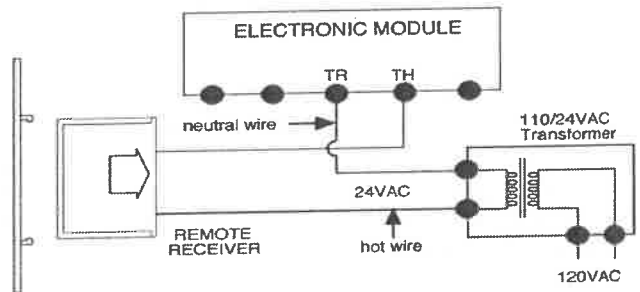 ELECTRONIC MODULE
TR TH
neutral wire
110/24VAC
Transformer
24VAC
REMOTE
RECEIVER
hot wire
120VAC